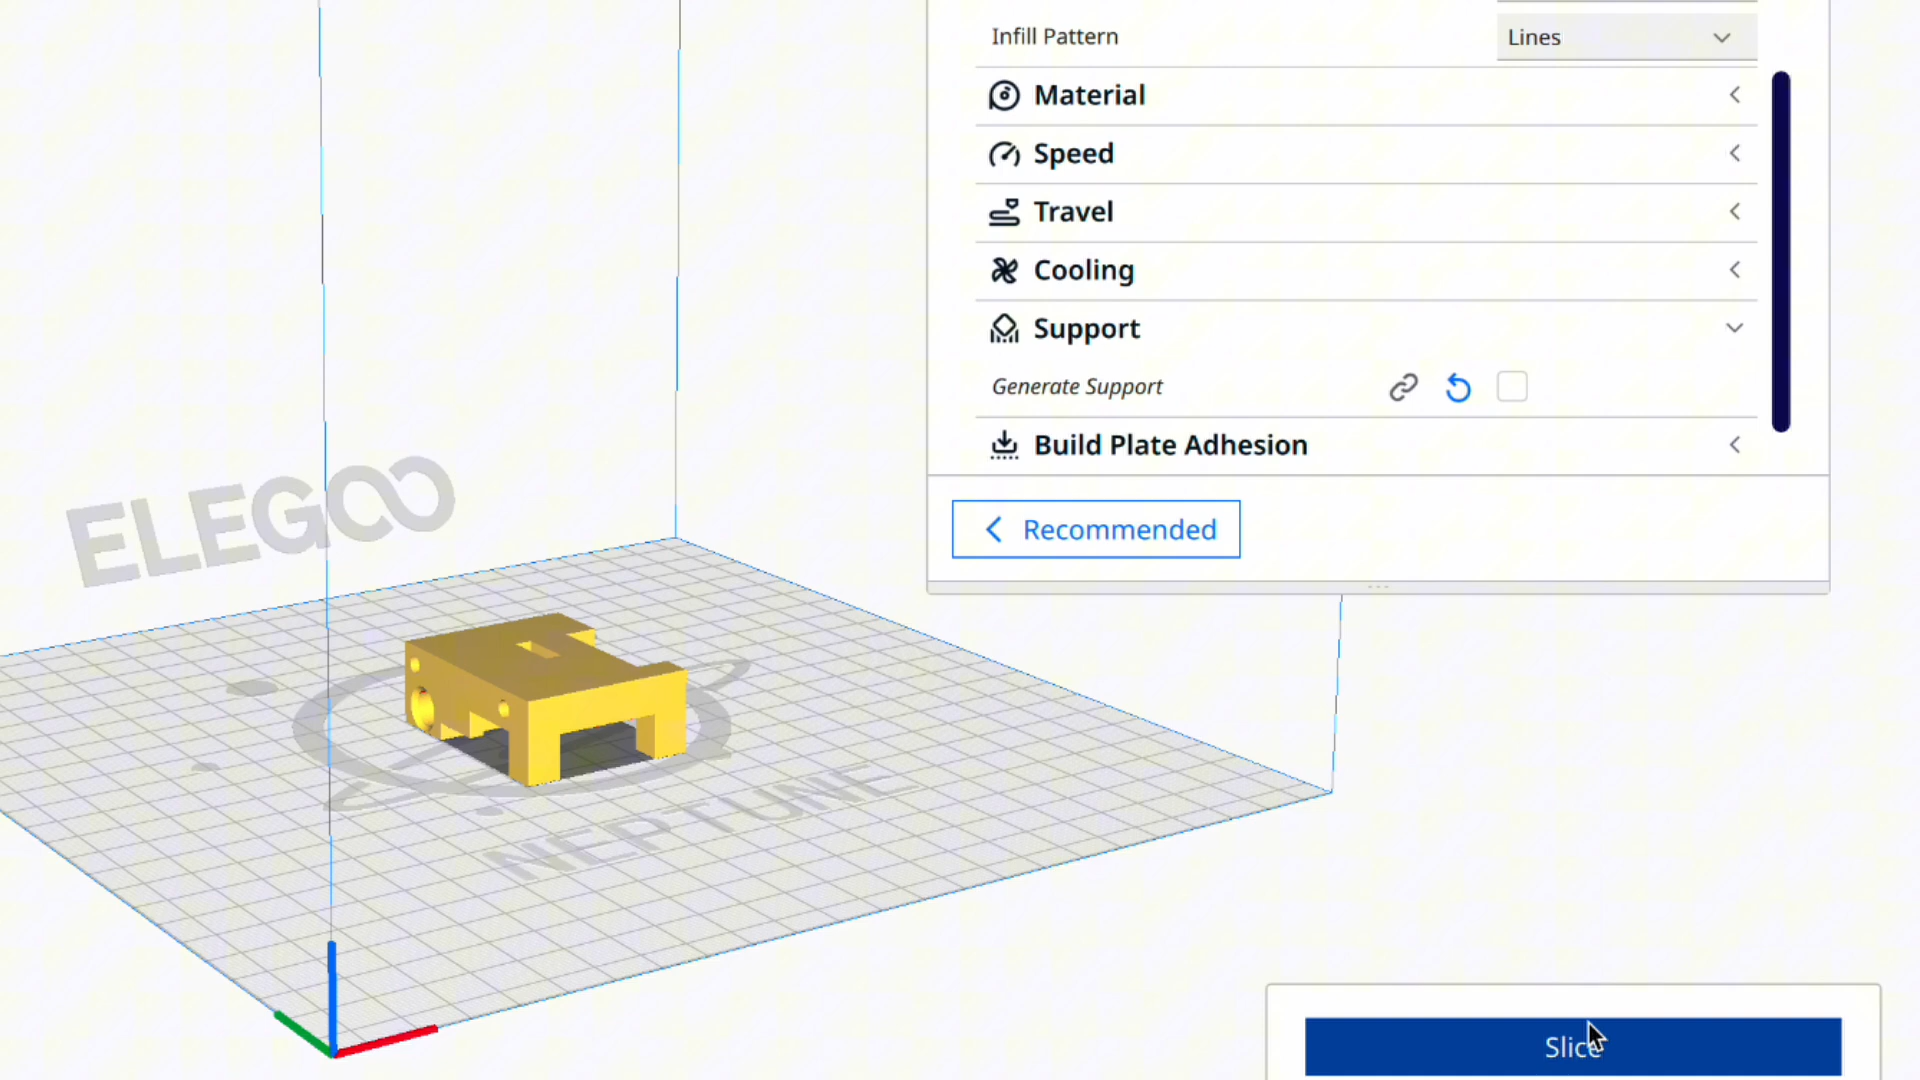 Infill Pattern
Lines
Material
Speed
Travel
Cooling
Support
Generate Support
Build Plate Adhesion
Recommended
ELEGOO
NEPTUNE
Slice